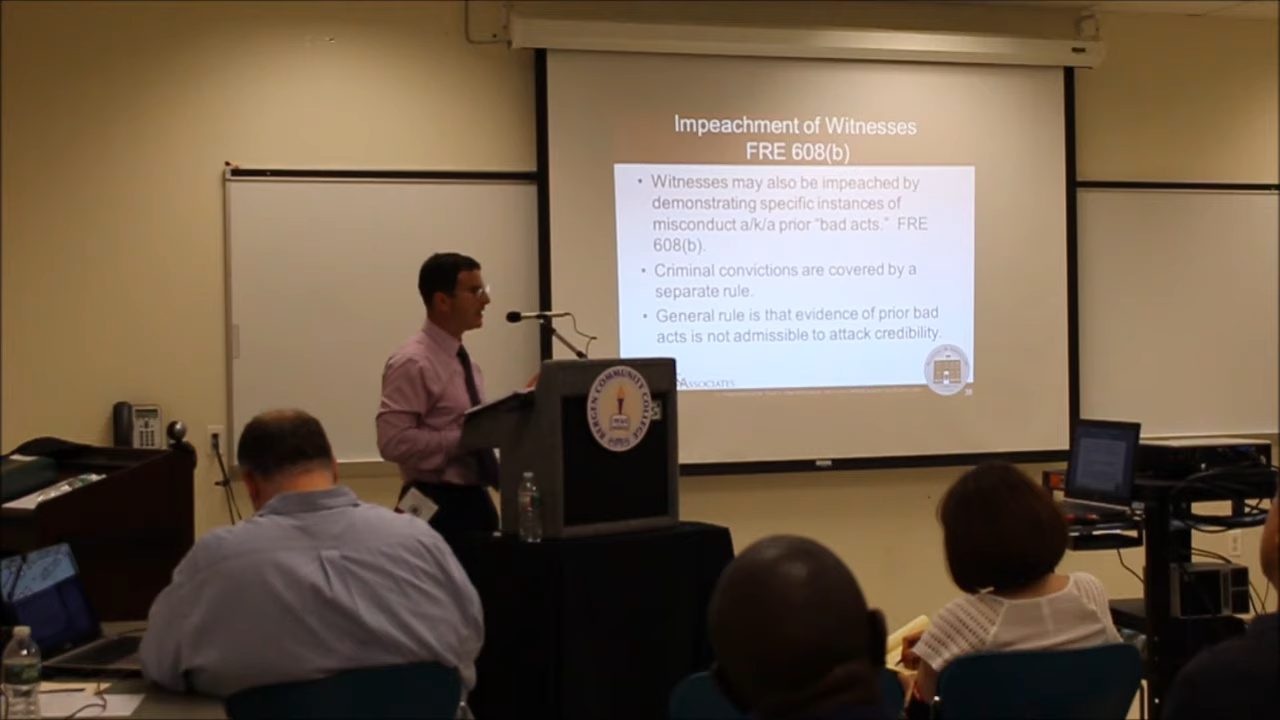 Impeachment of Witnesses
FRE 608(b)
• Witnesses may also be impeached by
demonstrating specific instances of
misconduct a/k/a prior "bad acts." FRE
608(b).
• Criminal convictions are covered by a
separate rule.
• General rule is that evidence of prior bad
acts is not admissible to attack credibility.
ASSOCIATES
BERGEN COMMUNITY COLLEGE